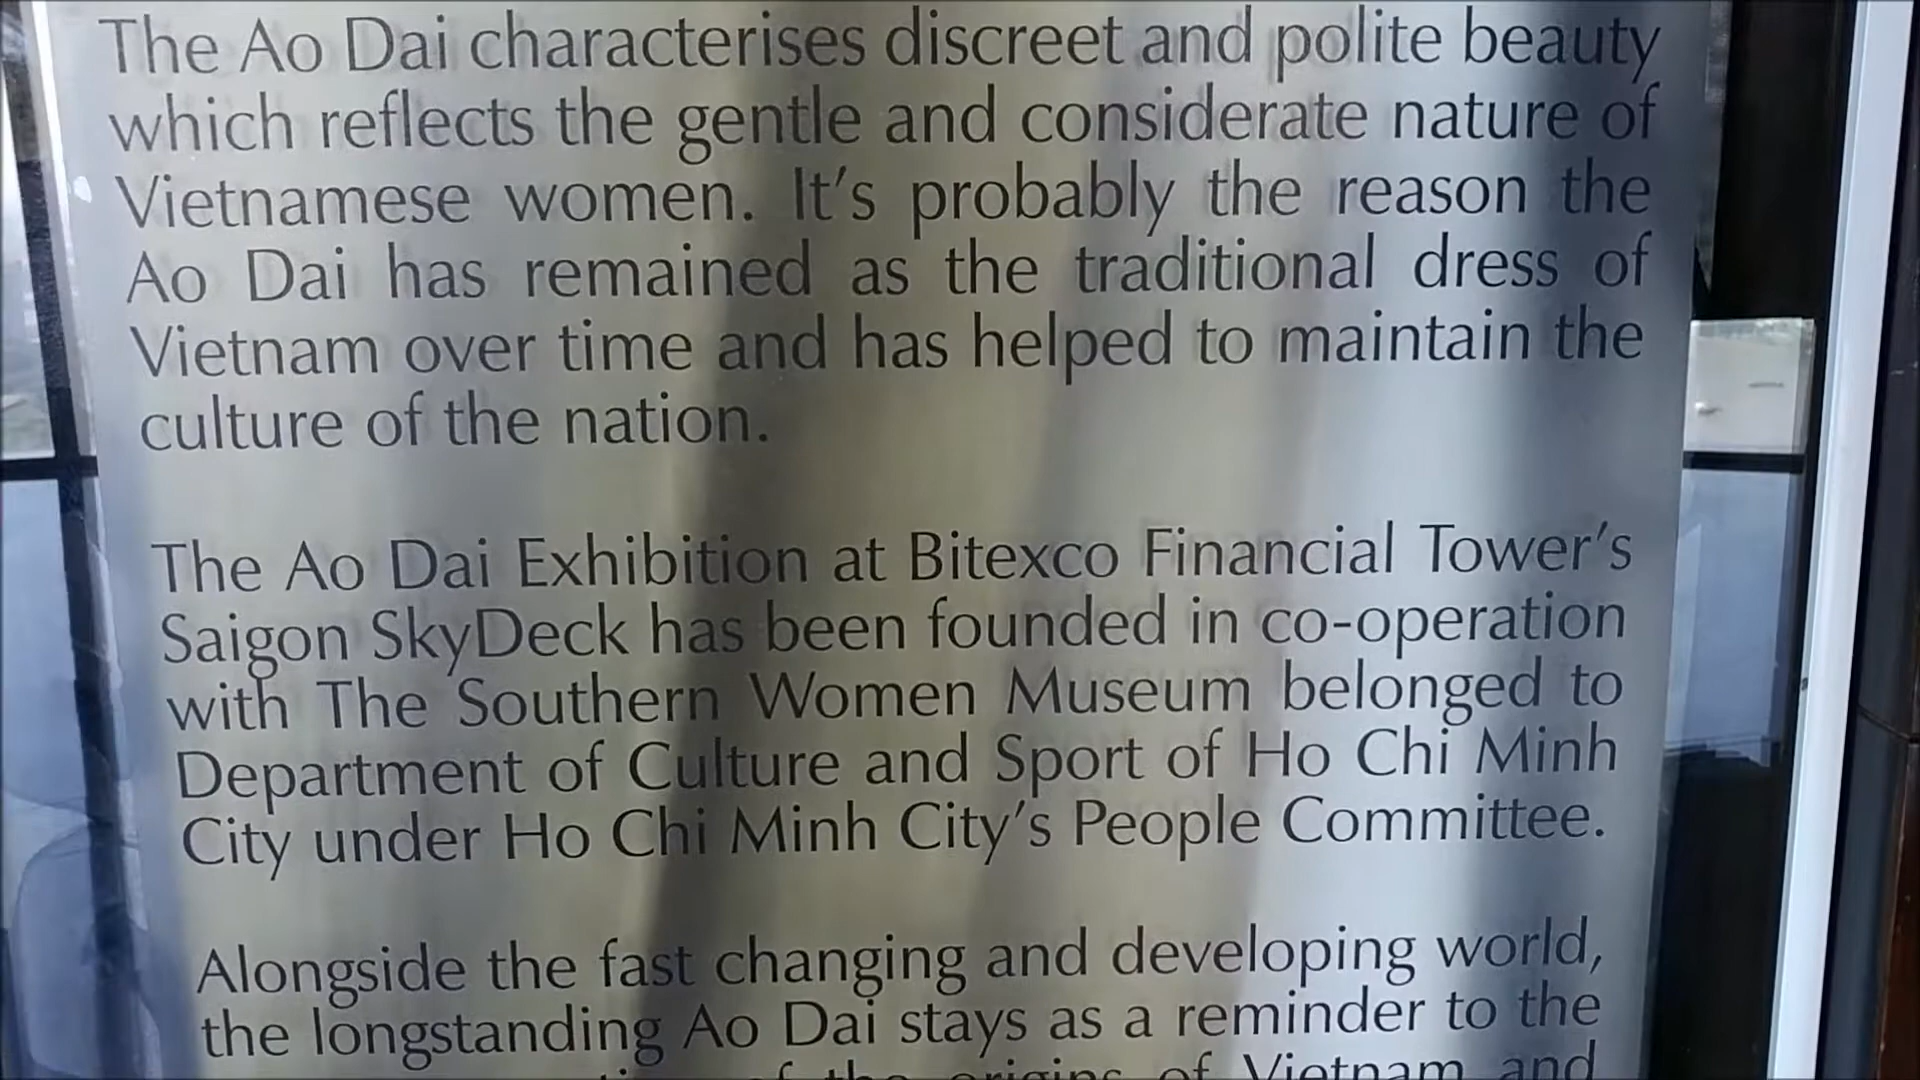 The Ao Dai characterises discreet and polite beauty
which reflects the gentle and considerate nature of
Vietnamese women. It's probably the reason the
Ao Dai has remained as the traditional dress of
Vietnam over time and has helped to maintain the
culture of the nation.
The Ao Dai Exhibition at Bitexco Financial Tower's
Saigon SkyDeck has been founded in co-operation
with The Southern Women Museum belonged to
Department of Culture and Sport of Ho Chi Minh
City under Ho Chi Minh City's People Committee.
Alongside the fast changing and developing world,
the longstanding Ao Dai stays as a reminder to the
of the origins of Vietnam and